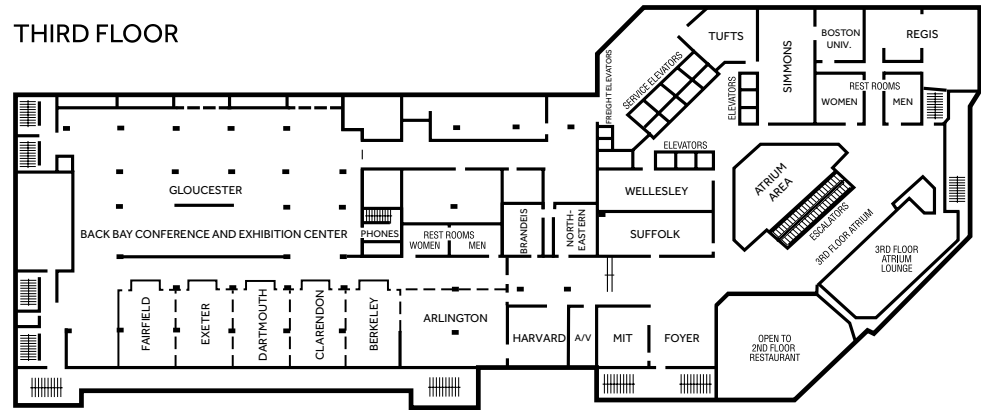 THIRD FLOOR
TUFTS
SIMMONS
BOSTON
UNIV.
REGIS
FREIGHT ELEVATORS
SERVICE ELEVATORS
ELEVATORS
REST ROOMS
WOMEN
MEN
ELEVATORS
ATRIUM
AREA
ESCALATORS
3RD FLOOR ATRIUM
3RD FLOOR
ATRIUM
LOUNGE
GLOUCESTER
WELLESLEY
BACK BAY CONFERENCE AND EXHIBITION CENTER
PHONES
REST ROOMS
WOMEN
MEN
BRANDEIS
NORTH-
EASTERN
SUFFOLK
FAIRFIELD
EXETER
DARTMOUTH
CLARENDON
BERKELEY
ARLINGTON
HARVARD
A/V
MIT
FOYER
OPEN TO
2ND FLOOR
RESTAURANT